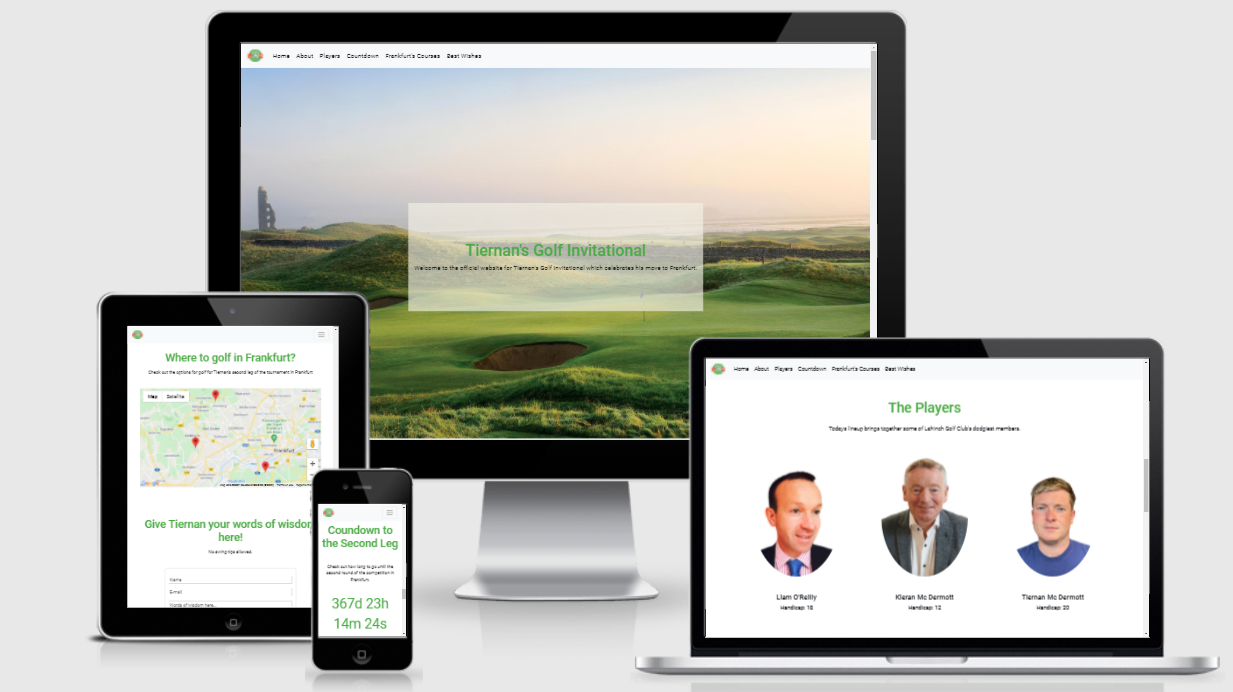 Home About Players Countdown Frankfurt's Courses Best Wishes
Tiernan's Golf Invitational
Welcome to the official website for Tiernan's Golf Invitational which celebrates his move to Frankfurt.
Where to golf in Frankfurt?
Check out the options for golf for Tiernan's second leg of the tournament in Frankfurt
Map Satellite
Frankfurt
Give Tiernan your words of wisdom
here!
No swing tips allowed.
Name
E-mail
Words of wisdom here...
Coundown to
the Second Leg
Check out how long to go until the
second round of the competition in
Frankfurt.
367d 23h
14m 24s
Home About Players Countdown Frankfurt's Courses Best Wishes
The Players
Todays lineup brings together some of Lahinch Golf Club's dodgiest members.
Liam O'Reilly
Handicap: 18
Kieran Mc Dermott
Handicap: 12
Tiernan Mc Dermott
Handicap: 20